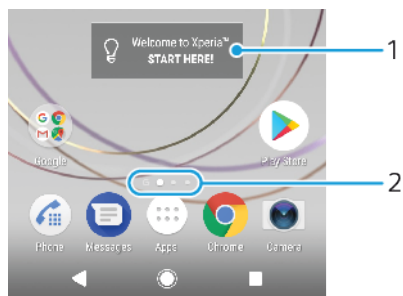 Welcome to Xperia™
START HERE!
1
Google
Play Store
2
Phone
Messages
Apps
Chrome
Camera